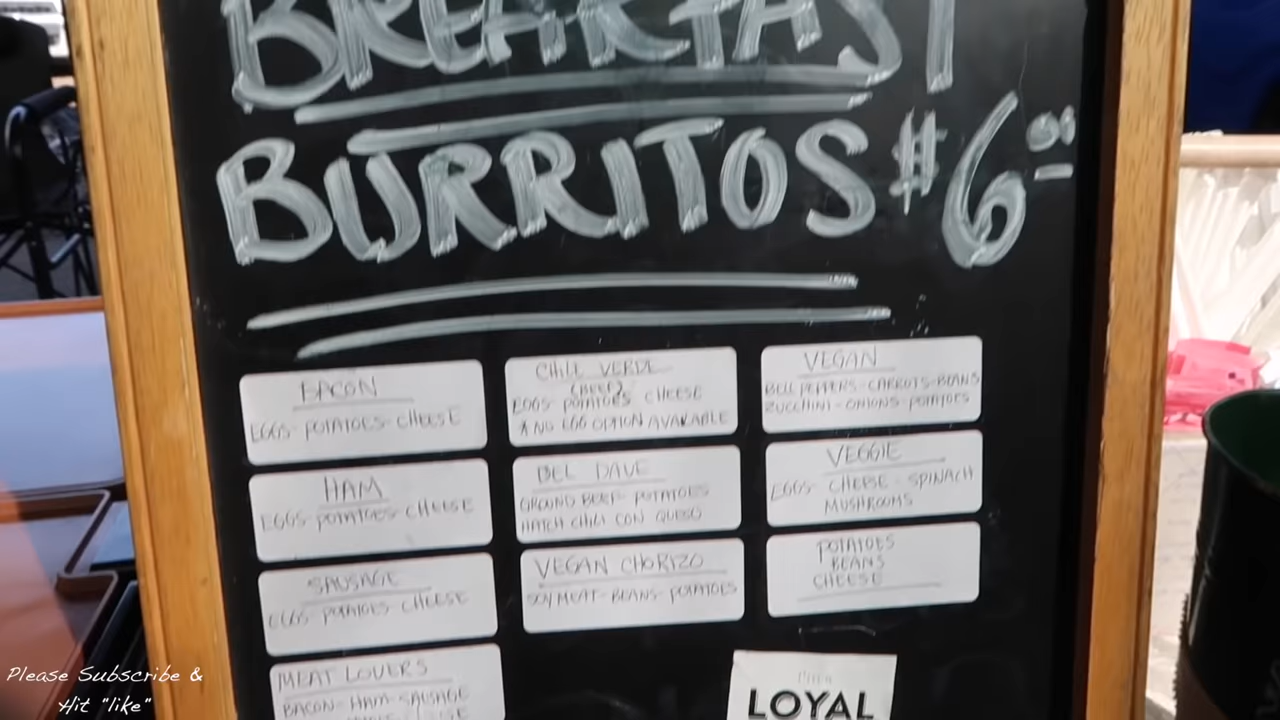 BREAKFAST
BURRITOS $6.00
BACON
EGGS-POTATOES-CHEESE
HAM
EGGS-POTATOES-CHEESE
SAUSAGE
EGGS-POTATOES CHEESE
MEAT LOVERS
BACON-HAM-SAUSAGE
CHILE VERDE
(BEEF)
EGGS POTATOES CHEESE
* NO EGG OPTION AVAILABLE
BEL DAVE
GROUND BEEF-POTATOES
HATCH CHILI CON QUESO
VEGAN CHORIZO
SOY MEAT-BEANS-POTATOES
VEGAN
BELL PEPPERS-CARROTS-BEANS
ZUCCHINI-ONIONS-POTATOES
VEGGIE
EGGS-CHEESE-SPINACH
MUSHROOMS
POTATOES
BEANS
CHEESE
LOYAL
Please Subscribe &
Hit "like"